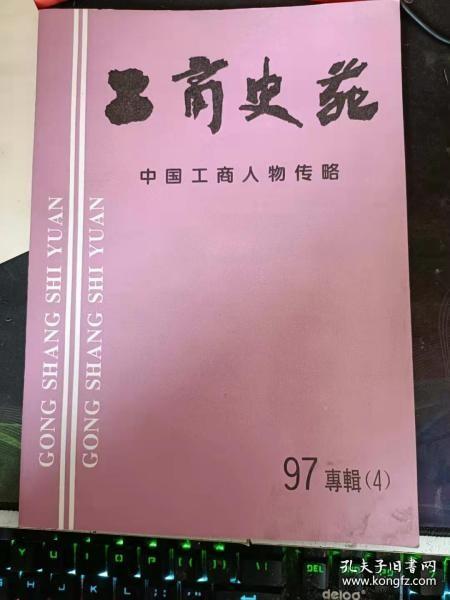 工商史苑
中国工商人物传略
GONG SHANG SHI YUAN
GONG SHANG SHI YUAN
97 專輯(4)
孔夫子旧书网
www.kongfz.com
deloo